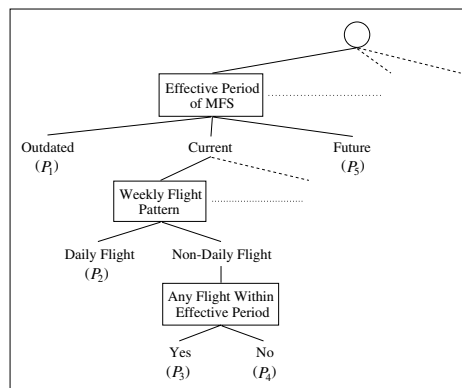 Effective Period
of MFS
Outdated Current Future
(P1) (P5)
Weekly Flight
Pattern
Daily Flight Non-Daily Flight
(P2)
Any Flight Within
Effective Period
Yes No
(P3) (P4)